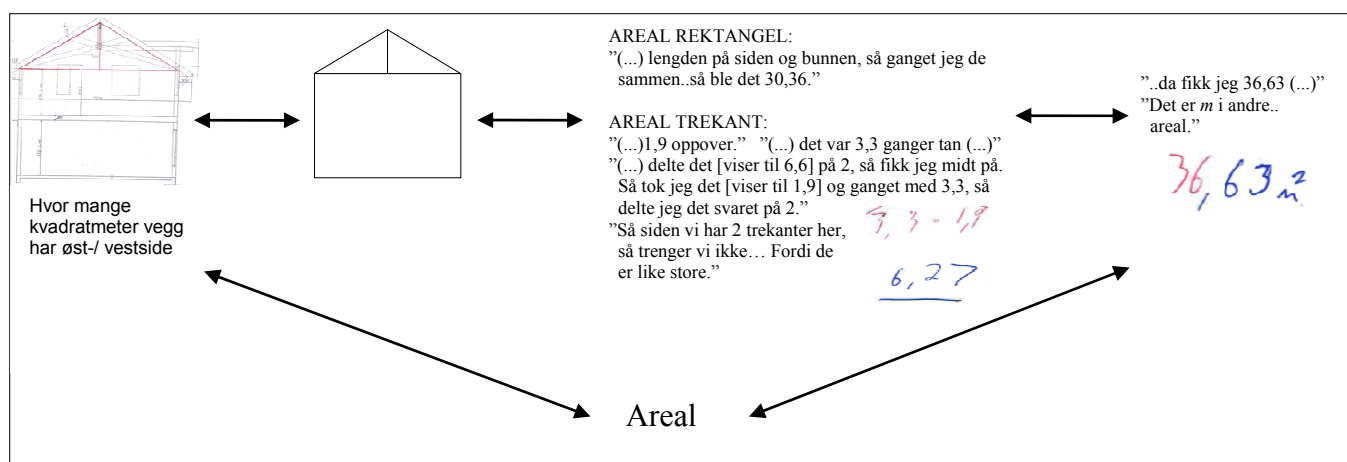 Hvor mange
kvadratmeter vegg
har øst-/ vestside
AREAL REKTANGEL:
”(...) lengden på siden og bunnen, så ganget jeg de
sammen..så ble det 30,36.”
AREAL TREKANT:
”(...)1,9 oppover.” ”(...) det var 3,3 ganger tan (...)”
”(...) delte det [viser til 6,6] på 2, så fikk jeg midt på.
Så tok jeg det [viser til 1,9] og ganget med 3,3, så
delte jeg det svaret på 2.”
”Så siden vi har 2 trekanter her,
så trenger vi ikke… Fordi de
er like store.”
3,3 - 1,9
6,27
”..da fikk jeg 36,63 (...)”
”Det er m i andre..
areal.”
36,63 m²
Areal